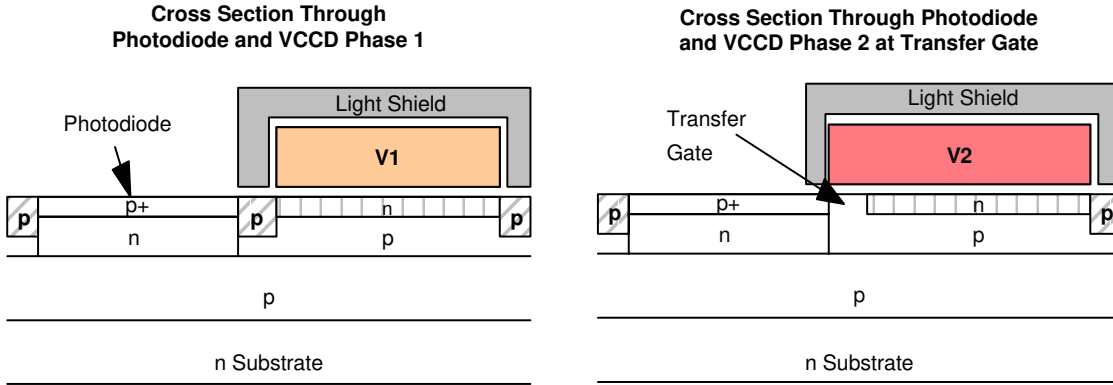 Cross Section Through
Photodiode and VCCD Phase 1
Light Shield
Photodiode
V1
p
p+
p
n
p
n
p
p
n Substrate
Cross Section Through Photodiode
and VCCD Phase 2 at Transfer Gate
Light Shield
Transfer
Gate
V2
p
p+
n
p
n
p
p
n Substrate